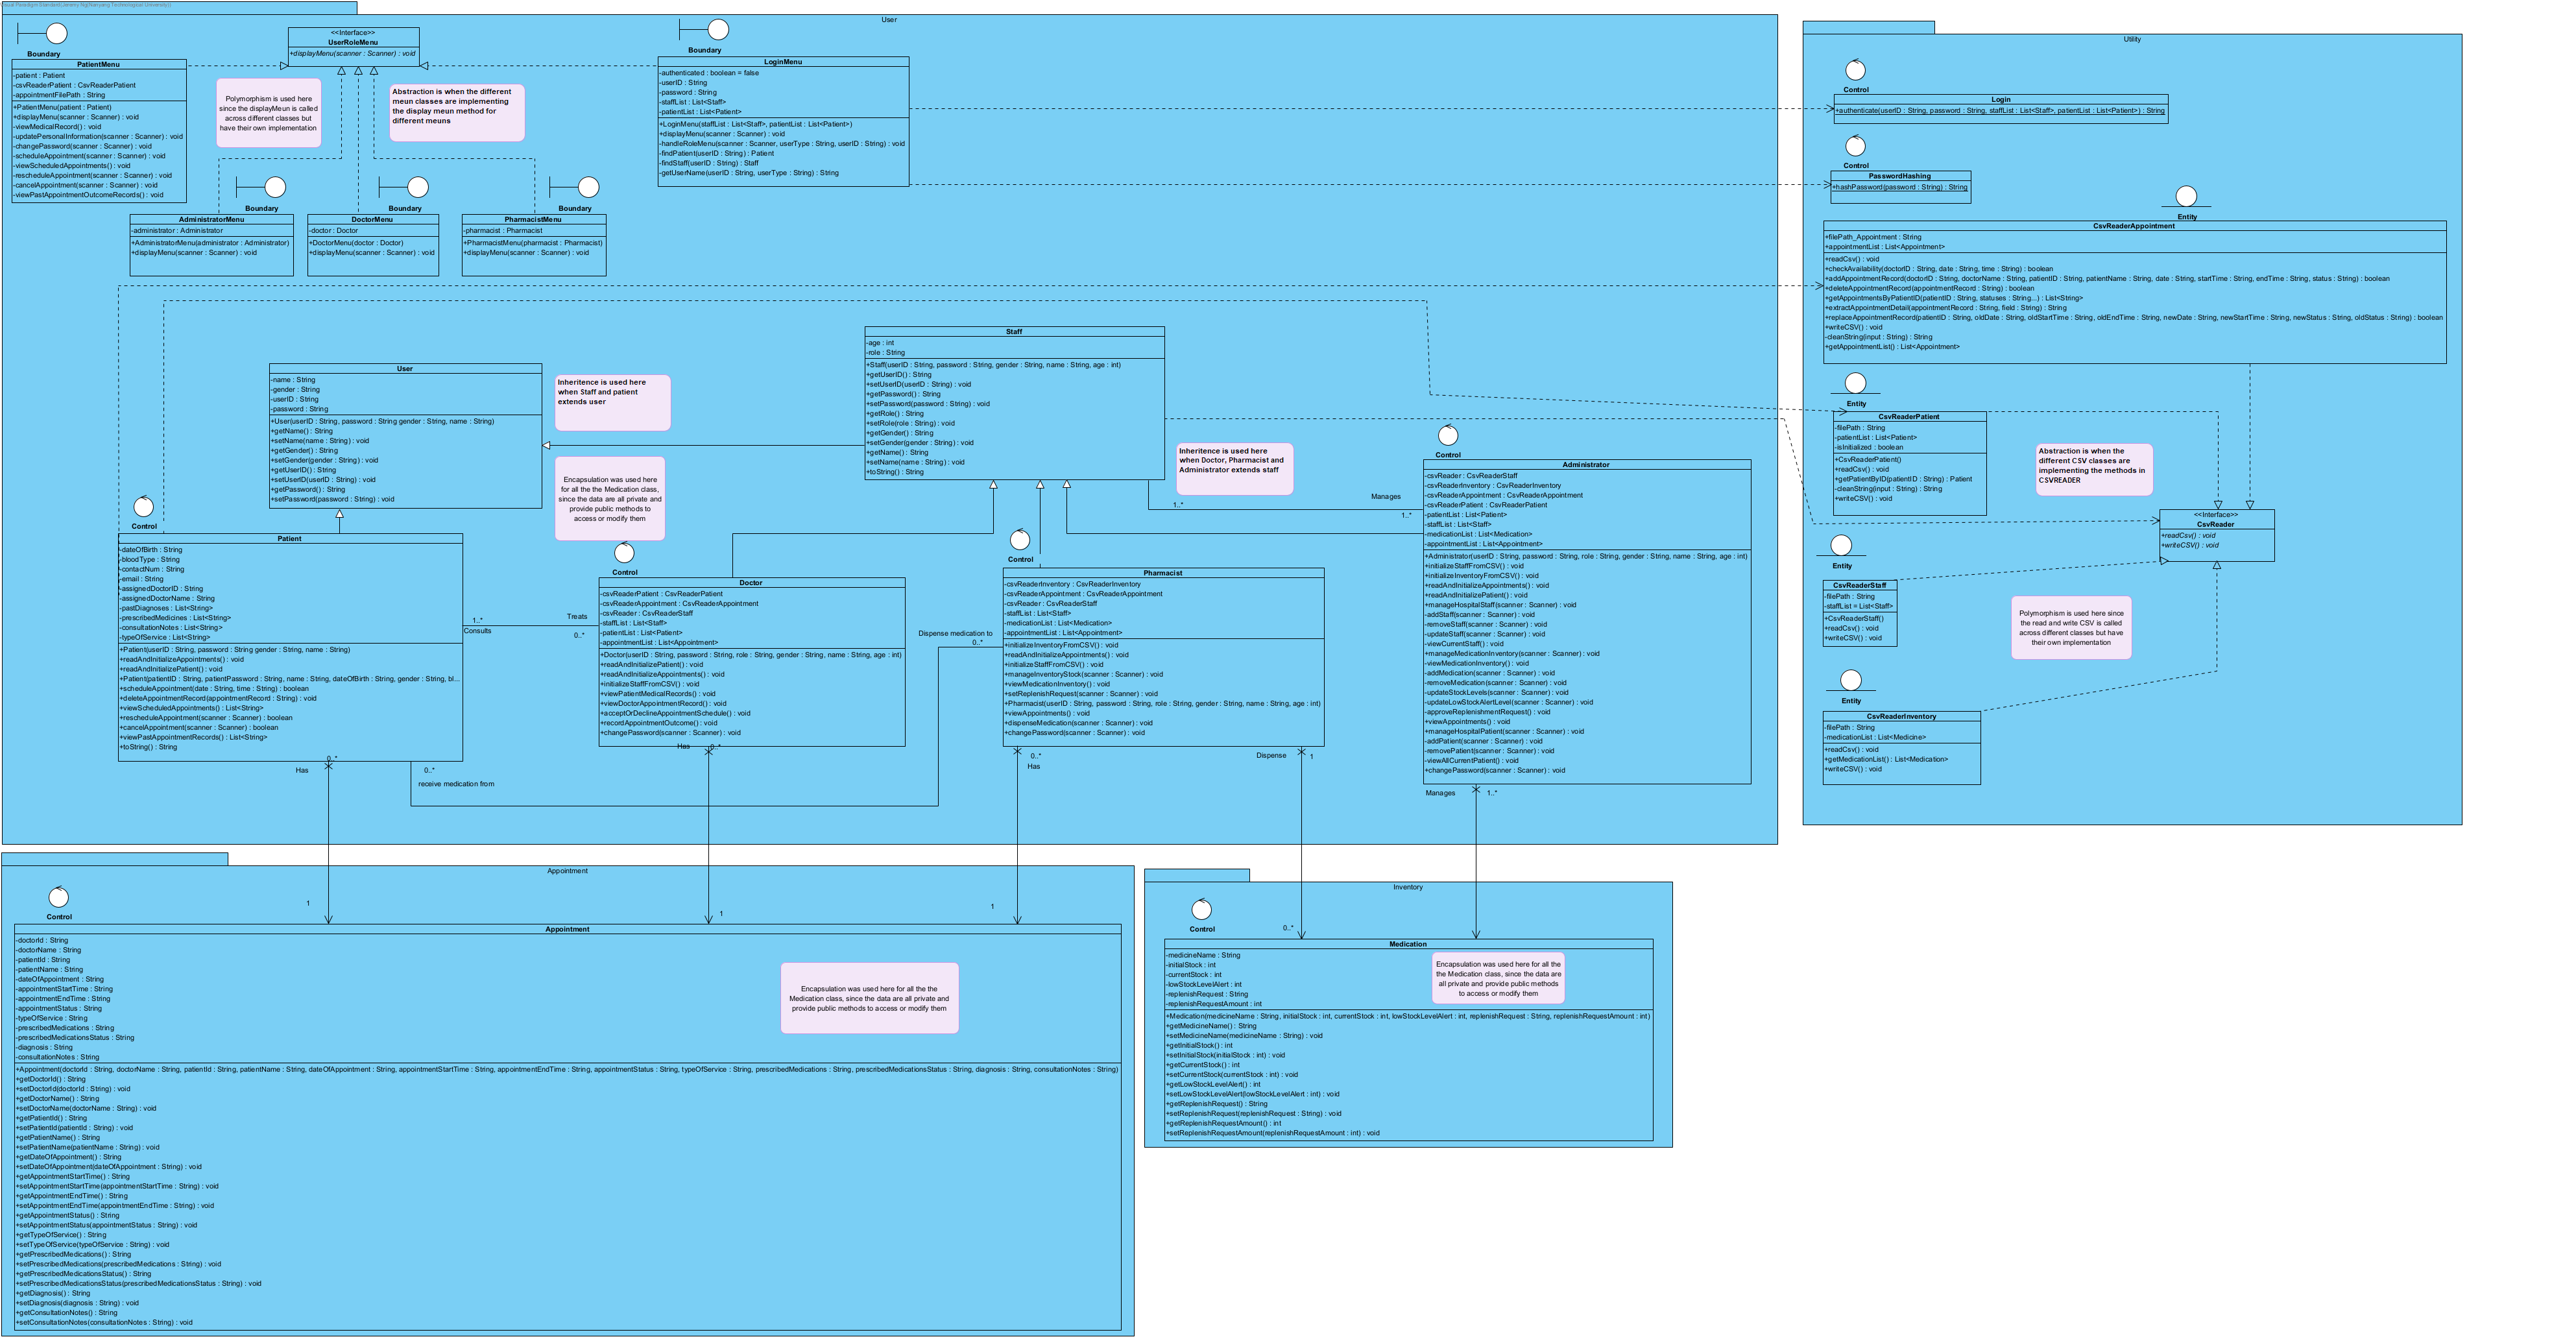 Visual Paradigm Standard(Jeremy Ng(Nanyang Technological University))
User
Boundary
PatientMenu
-patient : Patient
-csvReaderPatient : CsvReaderPatient
-appointmentFilePath : String
+PatientMenu(patient : Patient)
+displayMenu(scanner : Scanner) : void
-viewMedicalRecord() : void
-updatePersonalInformation(scanner : Scanner) : void
-changePassword(scanner : Scanner) : void
-scheduleAppointment(scanner : Scanner) : void
-viewScheduledAppointments() : void
-rescheduleAppointment(scanner : Scanner) : void
-cancelAppointment(scanner : Scanner) : void
-viewPastAppointmentOutcomeRecords() : void
<<Interface>>
UserRoleMenu
+displayMenu(scanner : Scanner) : void
Polymorphism is used here
since the displayMeun is called
across different classes but
have their own implementation
Abstraction is when the different
meun classes are implementing
the display meun method for
different meuns
Boundary
LoginMenu
-authenticated : boolean = false
-userID : String
-password : String
-staffList : List<Staff>
-patientList : List<Patient>
+LoginMenu(staffList : List<Staff>, patientList : List<Patient>)
+displayMenu(scanner : Scanner) : void
-handleRoleMenu(scanner : Scanner, userType : String, userID : String) : void
-findPatient(userID : String) : Patient
-findStaff(userID : String) : Staff
-getUserName(userID : String, userType : String) : String
Boundary
AdministratorMenu
-administrator : Administrator
+AdministratorMenu(administrator : Administrator)
+displayMenu(scanner : Scanner) : void
Boundary
DoctorMenu
-doctor : Doctor
+DoctorMenu(doctor : Doctor)
+displayMenu(scanner : Scanner) : void
Boundary
PharmacistMenu
-pharmacist : Pharmacist
+PharmacistMenu(pharmacist : Pharmacist)
+displayMenu(scanner : Scanner) : void
User
-name : String
-gender : String
-userID : String
-password : String
+User(userID : String, password : String gender : String, name : String)
+getName() : String
+setName(name : String) : void
+getGender() : String
+setGender(gender : String) : void
+getUserID() : String
+setUserID(userID : String) : void
+getPassword() : String
+setPassword(password : String) : void
Inheritence is used here
when Staff and patient
extends user
Encapsulation was used here
for all the the Medication class,
since the data are all private and
provide public methods to
access or modify them
Staff
-age : int
-role : String
+Staff(userID : String, password : String, gender : String, name : String, age : int)
+getUserID() : String
+setUserID(userID : String) : void
+getPassword() : String
+setPassword(password : String) : void
+getRole() : String
+setRole(role : String) : void
+getGender() : String
+setGender(gender : String) : void
+getName() : String
+setName(name : String) : void
+toString() : String
Inheritence is used here
when Doctor, Pharmacist and
Administrator extends staff
1..*
Manages
1..*
Control
Administrator
-csvReader : CsvReaderStaff
-csvReaderInventory : CsvReaderInventory
-csvReaderAppointment : CsvReaderAppointment
-csvReaderPatient : CsvReaderPatient
-patientList : List<Patient>
-staffList : List<Staff>
-medicationList : List<Medication>
-appointmentList : List<Appointment>
+Administrator(userID : String, password : String, role : String, gender : String, name : String, age : int)
+initializeStaffFromCSV() : void
+initializeInventoryFromCSV() : void
+readAndInitializeAppointments() : void
+readAndInitializePatient() : void
+manageHospitalStaff(scanner : Scanner) : void
-addStaff(scanner : Scanner) : void
-removeStaff(scanner : Scanner) : void
-updateStaff(scanner : Scanner) : void
-viewCurrentStaff() : void
+manageMedicationInventory(scanner : Scanner) : void
-viewMedicationInventory() : void
-addMedication(scanner : Scanner) : void
-removeMedication(scanner : Scanner) : void
-updateStockLevels(scanner : Scanner) : void
-updateLowStockAlertLevel(scanner : Scanner) : void
-approveReplenishmentRequest() : void
-viewAppointments() : void
+manageHospitalPatient(scanner : Scanner) : void
-addPatient(scanner : Scanner) : void
-removePatient(scanner : Scanner) : void
-viewAllCurrentPatient() : void
+changePassword(scanner : Scanner) : void
Control
Patient
-dateOfBirth : String
-bloodType : String
-contactNum : String
-email : String
-assignedDoctorID : String
-assignedDoctorName : String
-pastDiagnoses : List<String>
-prescribedMedicines : List<String>
-consultationNotes : List<String>
-typeOfService : List<String>
+Patient(userID : String, password : String gender : String, name : String)
+readAndInitializeAppointments() : void
+readAndInitializePatient() : void
+Patient(patientID : String, patientPassword : String, name : String, dateOfBirth : String, gender : String, bl...
+scheduleAppointment(date : String, time : String) : boolean
+deleteAppointmentRecord(appointmentRecord : String) : void
+viewScheduledAppointments() : List<String>
+rescheduleAppointment(scanner : Scanner) : boolean
+cancelAppointment(scanner : Scanner) : boolean
+viewPastAppointmentRecords() : List<String>
+toString() : String
1..*
Consults
Treats
0..*
Control
Doctor
-csvReaderPatient : CsvReaderPatient
-csvReaderAppointment : CsvReaderAppointment
-csvReader : CsvReaderStaff
-staffList : List<Staff>
-patientList : List<Patient>
-appointmentList : List<Appointment>
+Doctor(userID : String, password : String, role : String, gender : String, name : String, age : int)
+readAndInitializePatient() : void
+readAndInitializeAppointments() : void
+initializeStaffFromCSV() : void
+viewPatientMedicalRecords() : void
+viewDoctorAppointmentRecord() : void
+acceptOrDeclineAppointmentSchedule() : void
+recordAppointmentOutcome() : void
+changePassword(scanner : Scanner) : void
Dispense medication to
0..*
Control
Pharmacist
-csvReaderInventory : CsvReaderInventory
-csvReaderAppointment : CsvReaderAppointment
-csvReader : CsvReaderStaff
-staffList : List<Staff>
-medicationList : List<Medication>
-appointmentList : List<Appointment>
+initializeInventoryFromCSV() : void
+readAndInitializeAppointments() : void
+initializeStaffFromCSV() : void
+manageInventoryStock(scanner : Scanner) : void
+viewMedicationInventory() : void
+setReplenishRequest(scanner : Scanner) : void
+Pharmacist(userID : String, password : String, role : String, gender : String, name : String, age : int)
+viewAppointments() : void
+dispenseMedication(scanner : Scanner) : void
+changePassword(scanner : Scanner) : void
Has
0..*
0..*
receive medication from
Has
0..*
0..*
Has
Dispense
1
Manages
1..*
Utility
Control
Login
+authenticate(userID : String, password : String, staffList : List<Staff>, patientList : List<Patient>) : String
Control
PasswordHashing
+hashPassword(password : String) : String
Entity
CsvReaderAppointment
+filePath_Appointment : String
+appointmentList : List<Appointment>
+readCsv() : void
+checkAvailability(doctorID : String, date : String, time : String) : boolean
+addAppointmentRecord(doctorID : String, doctorName : String, patientID : String, patientName : String, date : String, startTime : String, endTime : String, status : String) : boolean
+deleteAppointmentRecord(appointmentRecord : String) : boolean
+getAppointmentsByPatientID(patientID : String, statuses : String...) : List<String>
+extractAppointmentDetail(appointmentRecord : String, field : String) : String
+replaceAppointmentRecord(patientID : String, oldDate : String, oldStartTime : String, oldEndTime : String, newDate : String, newStartTime : String, newStatus : String, oldStatus : String) : boolean
+writeCSV() : void
-cleanString(input : String) : String
+getAppointmentList() : List<Appointment>
Entity
CsvReaderPatient
-filePath : String
-patientList : List<Patient>
-isInitialized : boolean
+CsvReaderPatient()
+readCsv() : void
+getPatientByID(patientID : String) : Patient
-cleanString(input : String) : String
+writeCSV() : void
Abstraction is when the
different CSV classes are
implementing the methods in
CSVREADER
<<Interface>>
CsvReader
+readCsv() : void
+writeCSV() : void
Entity
CsvReaderStaff
-filePath : String
-staffList = List<Staff>
+CsvReaderStaff()
+readCsv() : void
+writeCSV() : void
Polymorphism is used here since
the read and write CSV is called
across different classes but have
their own implementation
Entity
CsvReaderInventory
-filePath : String
-medicationList : List<Medicine>
+readCsv() : void
+getMedicationList() : List<Medication>
+writeCSV() : void
Appointment
Control
1
1
1
Appointment
-doctorId : String
-doctorName : String
-patientId : String
-patientName : String
-dateOfAppointment : String
-appointmentStartTime : String
-appointmentEndTime : String
-appointmentStatus : String
-typeOfService : String
-prescribedMedications : String
-prescribedMedicationsStatus : String
-diagnosis : String
-consultationNotes : String
Encapsulation was used here for all the the
Medication class, since the data are all private and
provide public methods to access or modify them
+Appointment(doctorId : String, doctorName : String, patientId : String, patientName : String, dateOfAppointment : String, appointmentStartTime : String, appointmentEndTime : String, appointmentStatus : String, typeOfService : String, prescribedMedications : String, prescribedMedicationsStatus : String, diagnosis : String, consultationNotes : String)
+getDoctorId() : String
+setDoctorId(doctorId : String) : void
+getDoctorName() : String
+setDoctorName(doctorName : String) : void
+getPatientId() : String
+setPatientId(patientId : String) : void
+getPatientName() : String
+setPatientName(patientName : String) : void
+getDateOfAppointment() : String
+setDateOfAppointment(dateOfAppointment : String) : void
+getAppointmentStartTime() : String
+setAppointmentStartTime(appointmentStartTime : String) : void
+getAppointmentEndTime() : String
+setAppointmentEndTime(appointmentEndTime : String) : void
+getAppointmentStatus() : String
+setAppointmentStatus(appointmentStatus : String) : void
+getTypeOfService() : String
+setTypeOfService(typeOfService : String) : void
+getPrescribedMedications() : String
+setPrescribedMedications(prescribedMedications : String) : void
+getPrescribedMedicationsStatus() : String
+setPrescribedMedicationsStatus(prescribedMedicationsStatus : String) : void
+getDiagnosis() : String
+setDiagnosis(diagnosis : String) : void
+getConsultationNotes() : String
+setConsultationNotes(consultationNotes : String) : void
Inventory
Control
0..*
Medication
-medicineName : String
-initialStock : int
-currentStock : int
-lowStockLevelAlert : int
-replenishRequest : String
-replenishRequestAmount : int
Encapsulation was used here for all the
the Medication class, since the data are
all private and provide public methods
to access or modify them
+Medication(medicineName : String, initialStock : int, currentStock : int, lowStockLevelAlert : int, replenishRequest : String, replenishRequestAmount : int)
+getMedicineName() : String
+setMedicineName(medicineName : String) : void
+getInitialStock() : int
+setInitialStock(initialStock : int) : void
+getCurrentStock() : int
+setCurrentStock(currentStock : int) : void
+getLowStockLevelAlert() : int
+setLowStockLevelAlert(lowStockLevelAlert : int) : void
+getReplenishRequest() : String
+setReplenishRequest(replenishRequest : String) : void
+getReplenishRequestAmount() : int
+setReplenishRequestAmount(replenishRequestAmount : int) : void